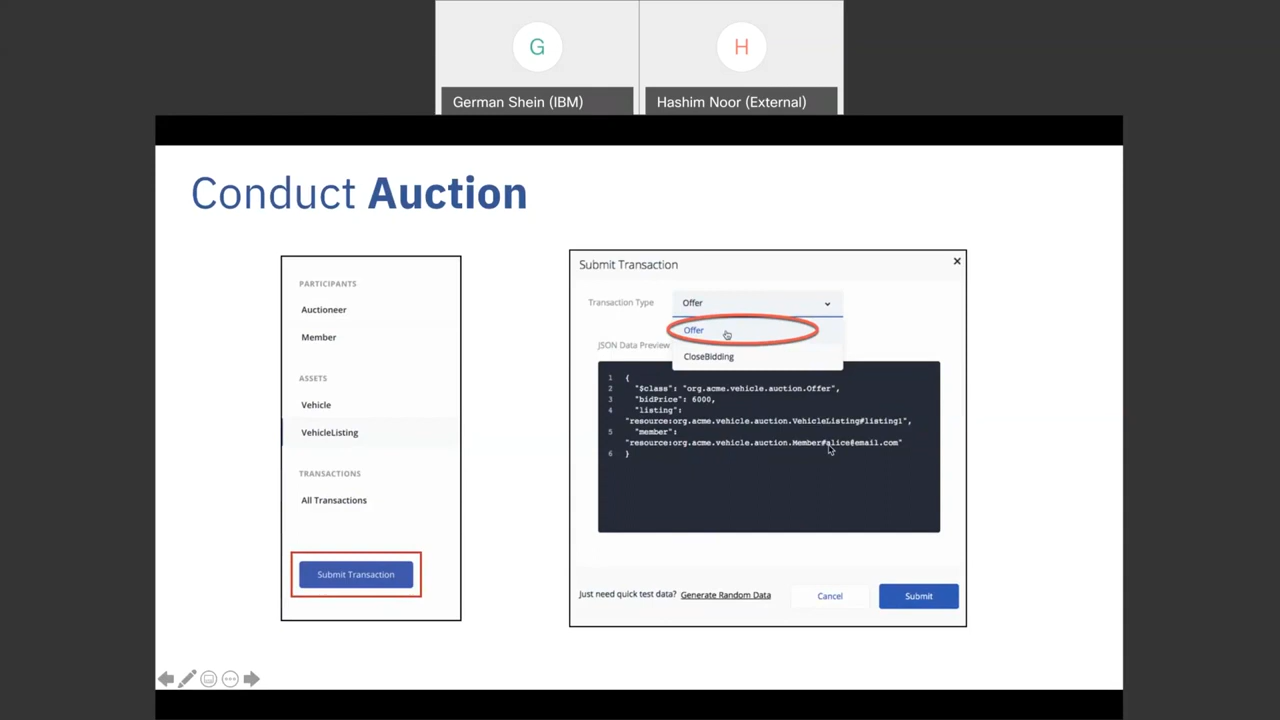 G
H
German Shein (IBM)
Hashim Noor (External)
Conduct Auction
PARTICIPANTS
Auctioneer
Member
ASSETS
Vehicle
VehicleListing
TRANSACTIONS
All Transactions
Submit Transaction
Submit Transaction
Transaction Type
Offer
Offer
CloseBidding
JSON Data Preview
1 {
2 "$class": "org.acme.vehicle.auction.Offer",
3 "bidPrice": 6000,
4 "listing":
"resource:org.acme.vehicle.auction.VehicleListing#listing1",
5 "member":
"resource:org.acme.vehicle.auction.Member#alice@email.com"
6 }
Just need quick test data? Generate Random Data
Cancel
Submit